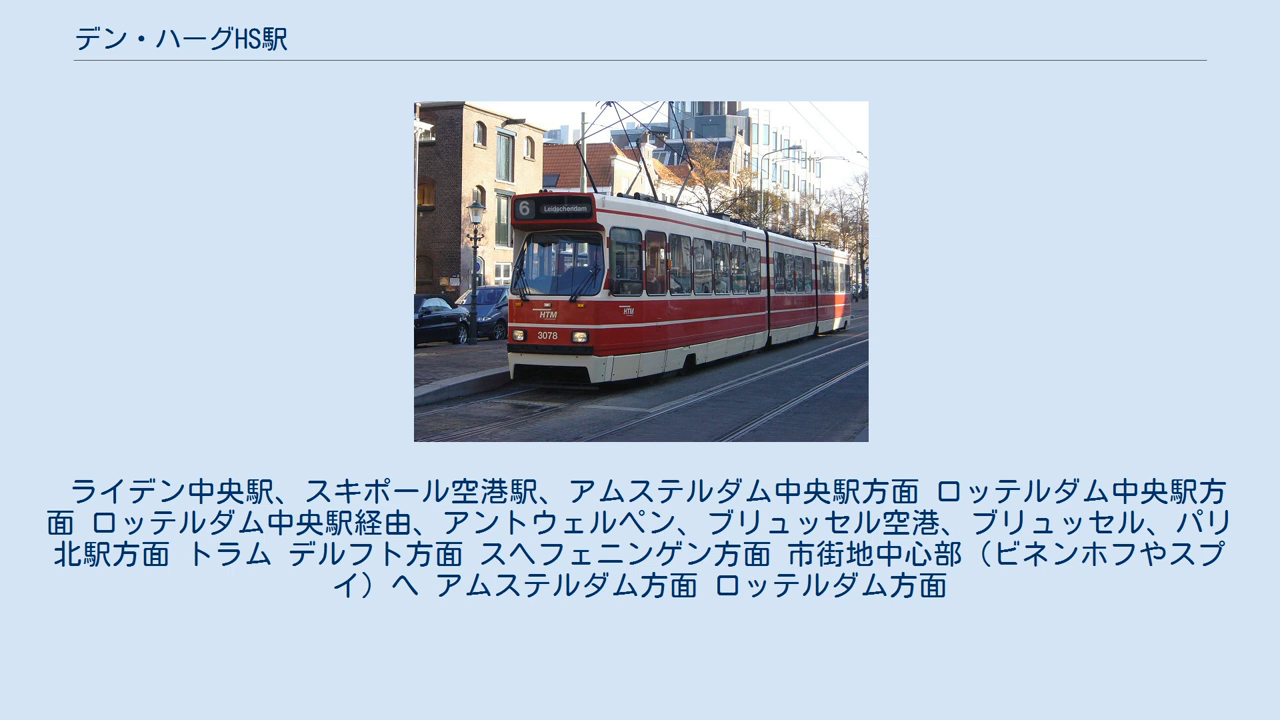 デン・ハーグHS駅
6 Leidschendam
HTM
HTM
3078
ライデン中央駅、スキポール空港駅、アムステルダム中央駅方面 ロッテルダム中央駅方
面 ロッテルダム中央駅経由、アントウェルペン、ブリュッセル空港、ブリュッセル、パリ
北駅方面 トラム デルフト方面 スヘフェニンゲン方面 市街地中心部（ビネンホフやスプ
イ）へ アムステルダム方面 ロッテルダム方面